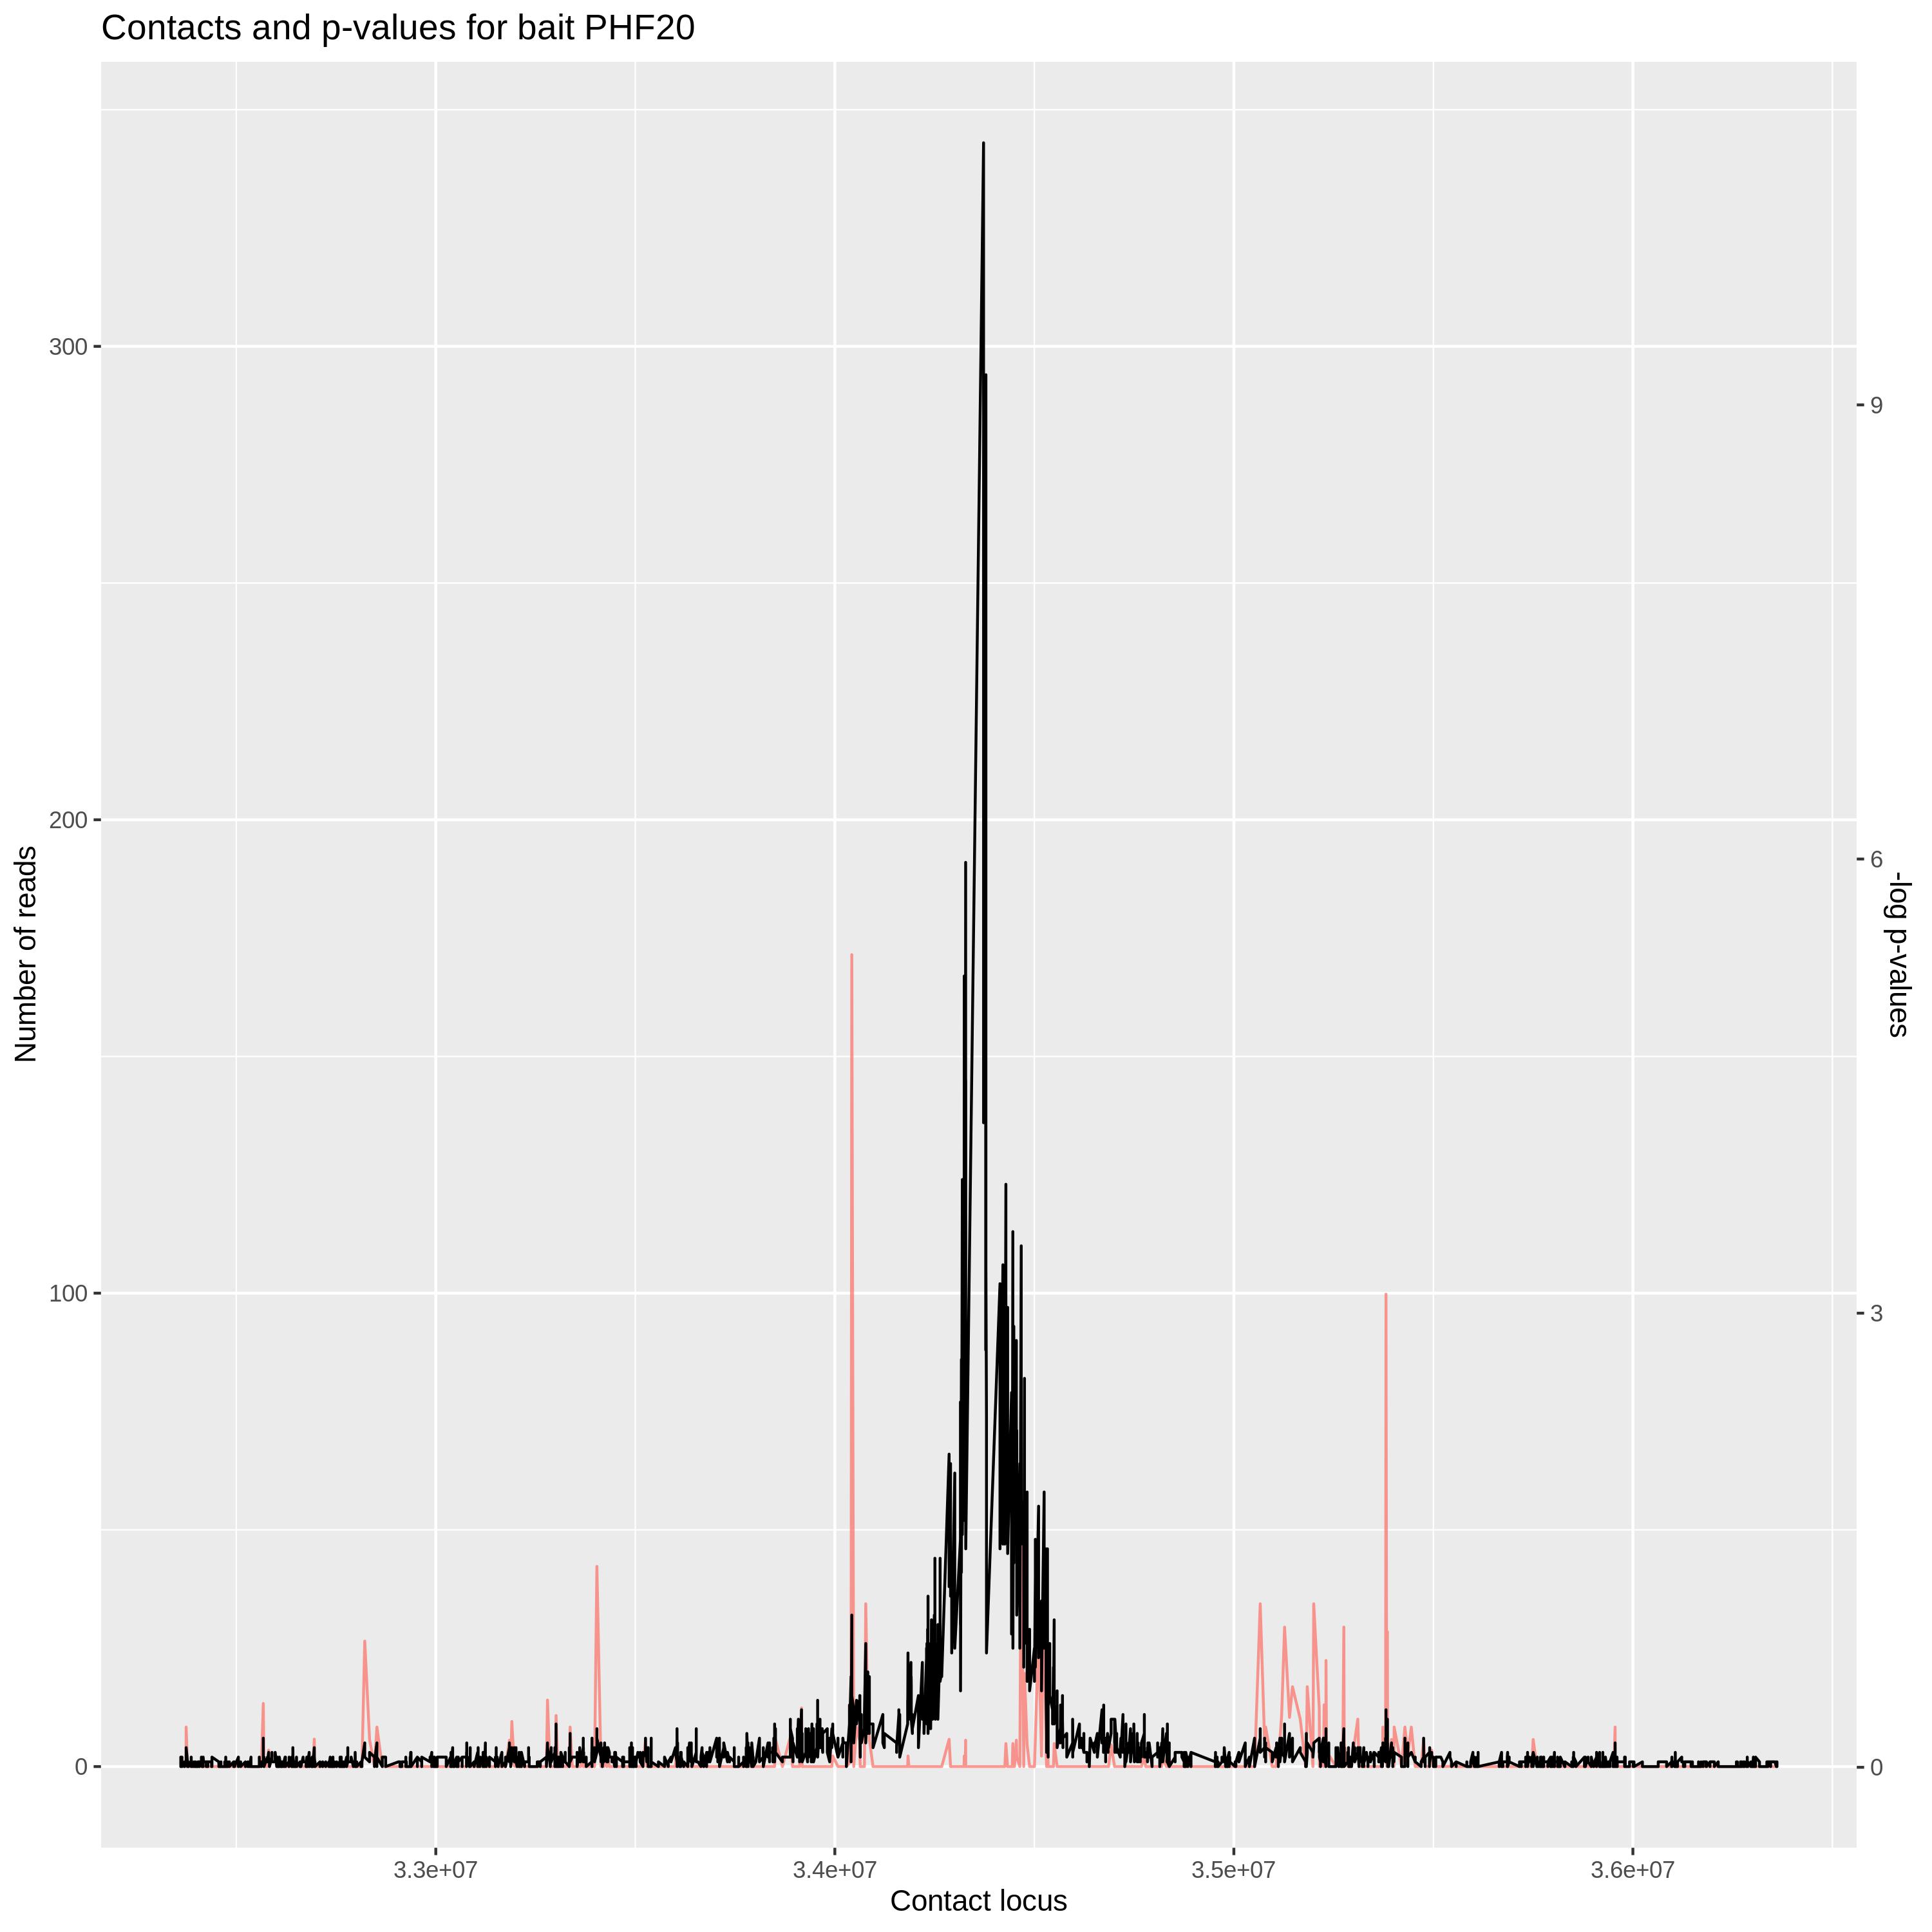 Contacts and p-values for bait PHF20
Number of reads
300
200
100
0
9
6
3
0
-log p-values
3.3e+07
3.4e+07
3.5e+07
3.6e+07
Contact locus